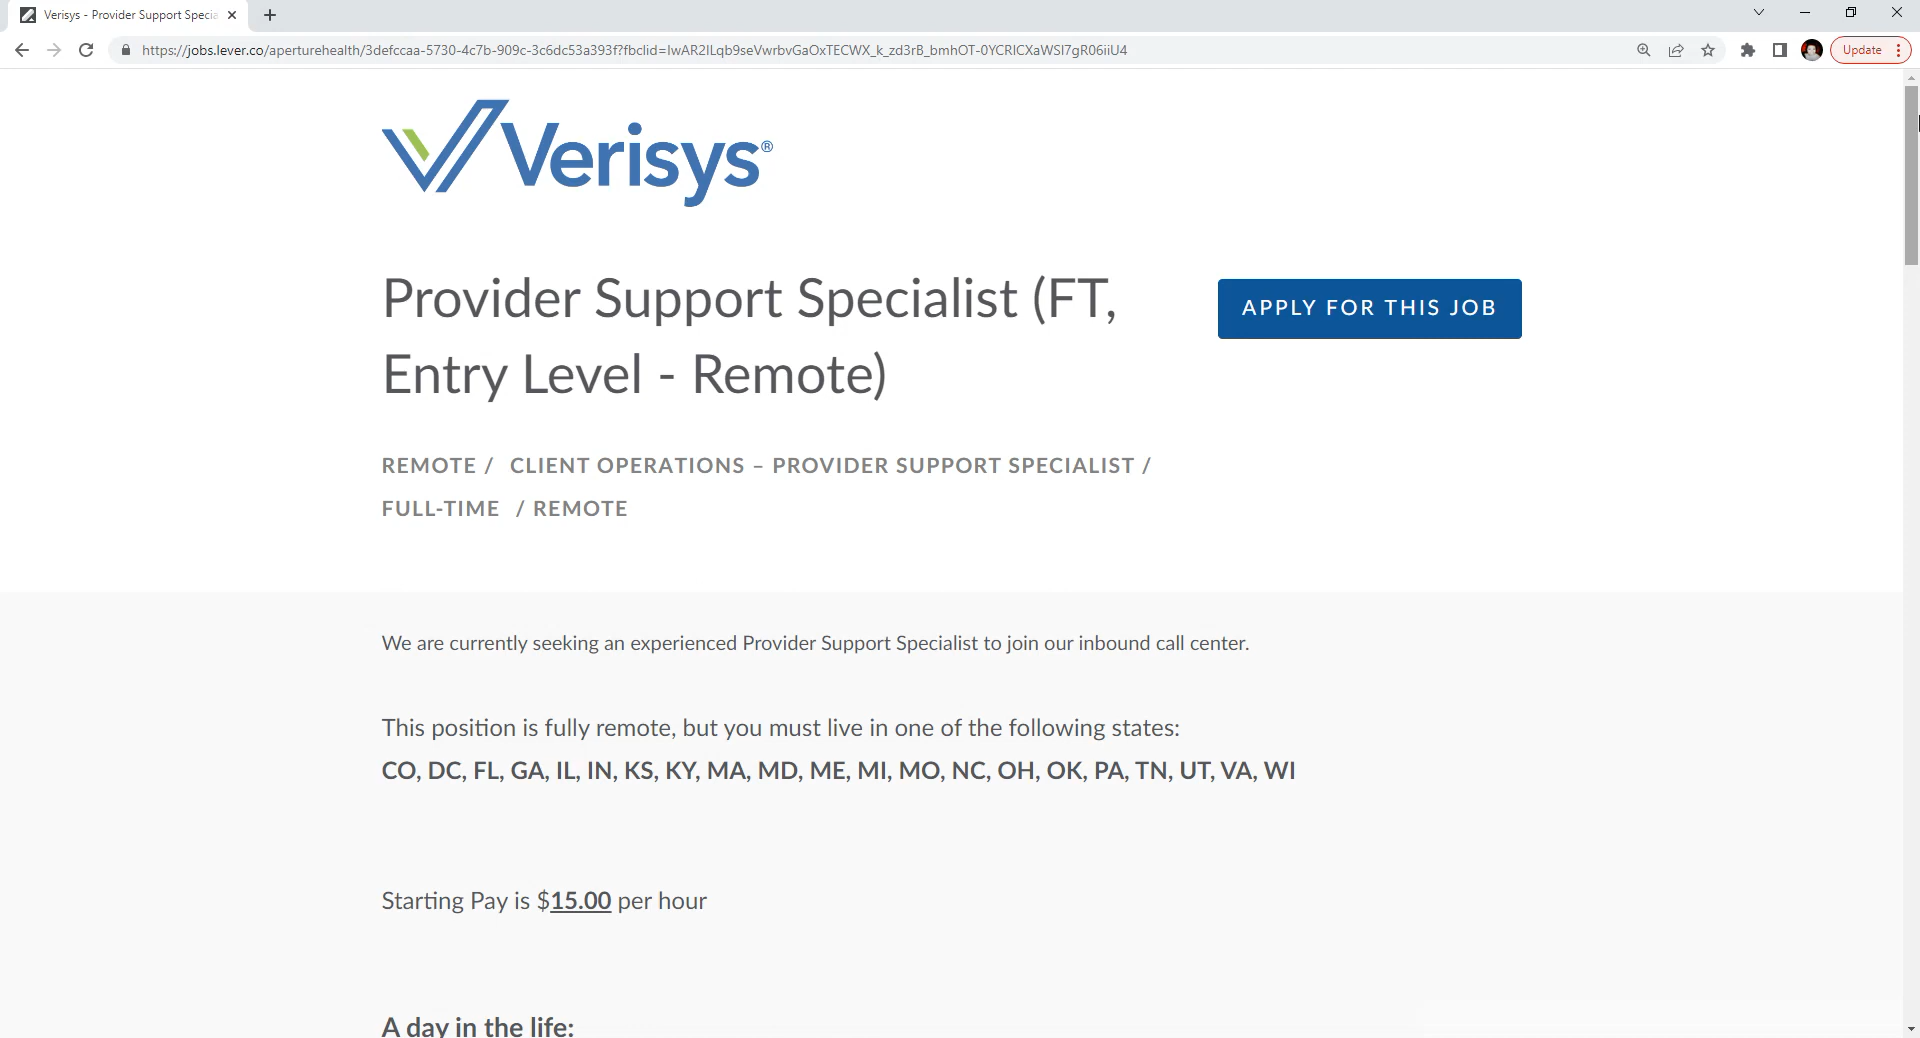 Verisys - Provider Support Specia
https://jobs.lever.co/aperturehealth/3defccaa-5730-4c7b-909c-3c6dc53a393f?fbclid=IwAR2ILqb9seVwrbvGaOxTECWX_k_zd3rB_bmhOT-0YCRICXaWSI7gR06iiU4
Update
Verisys®
Provider Support Specialist (FT,
Entry Level - Remote)
APPLY FOR THIS JOB
REMOTE / CLIENT OPERATIONS – PROVIDER SUPPORT SPECIALIST /
FULL-TIME / REMOTE
We are currently seeking an experienced Provider Support Specialist to join our inbound call center.
This position is fully remote, but you must live in one of the following states:
CO, DC, FL, GA, IL, IN, KS, KY, MA, MD, ME, MI, MO, NC, OH, OK, PA, TN, UT, VA, WI
Starting Pay is $15.00 per hour
A day in the life: